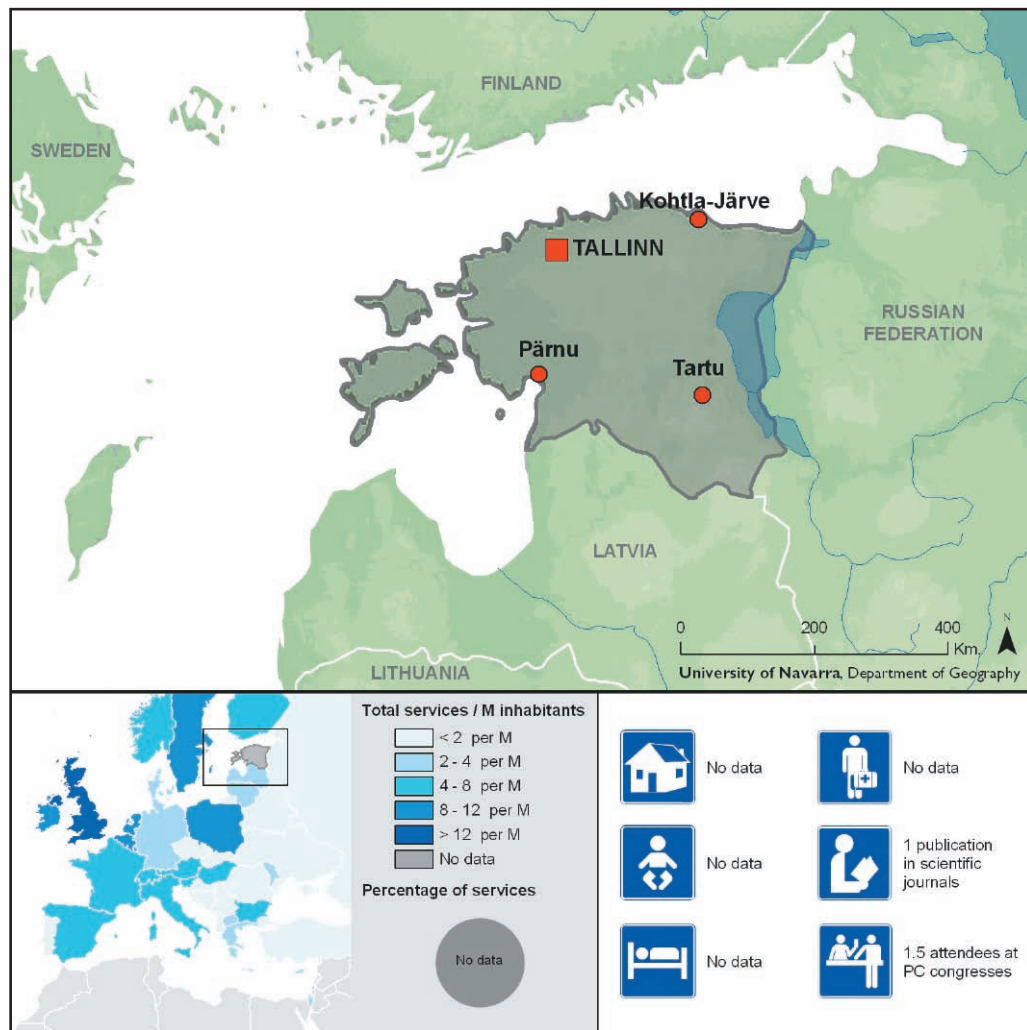 FINLAND
SWEDEN
Kohtla-Järve
TALLINN
RUSSIAN
FEDERATION
Pärnu
Tartu
LATVIA
0 200 400
Km.
N
LITHUANIA
University of Navarra, Department of Geography
Total services / M inhabitants
< 2 per M
2 - 4 per M
4 - 8 per M
8 - 12 per M
> 12 per M
No data
Percentage of services
No data
No data
No data
No data
1 publication
in scientific
journals
No data
1.5 attendees at
PC congresses